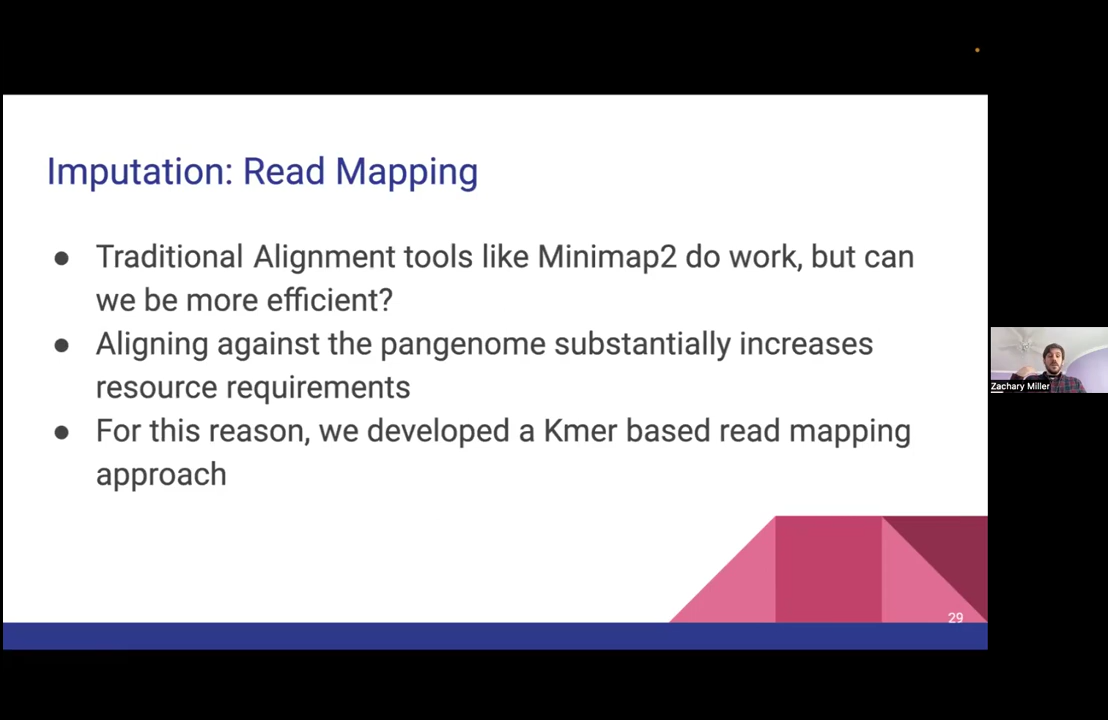 Imputation: Read Mapping
● Traditional Alignment tools like Minimap2 do work, but can
we be more efficient?
● Aligning against the pangenome substantially increases
resource requirements
● For this reason, we developed a Kmer based read mapping
approach
29
Zachary Miller